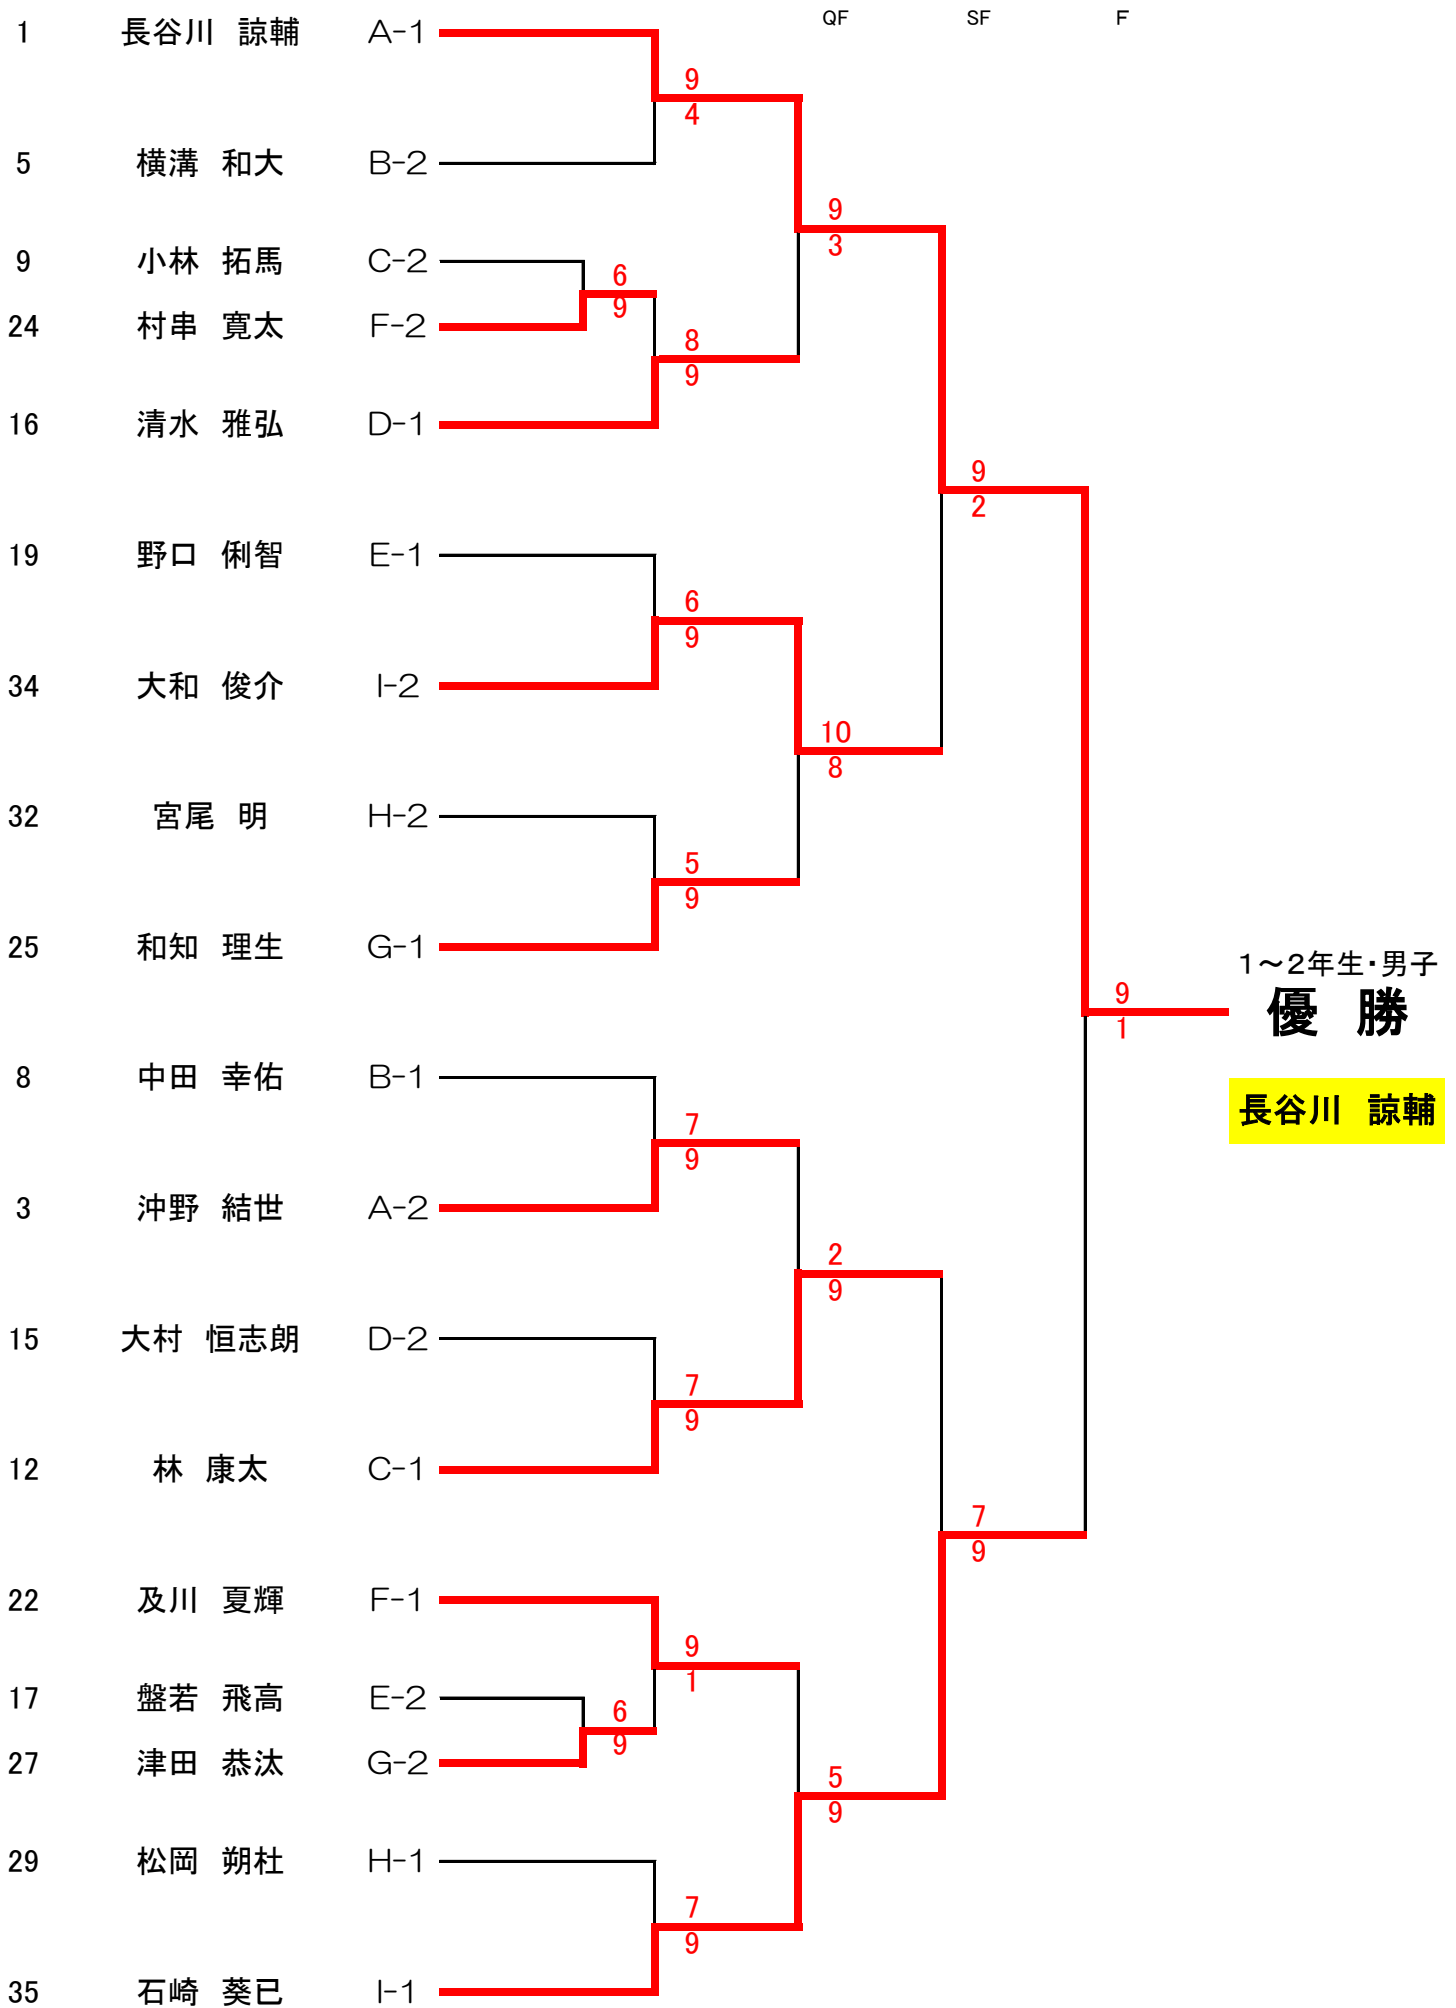 QF SF F
1 長谷川 諒輔 A-1
9
4
5 横溝 和大 B-2
9
3
9 小林 拓馬 C-2
6
9
24 村串 寛太 F-2
8
9
16 清水 雅弘 D-1
9
2
19 野口 俐智 E-1
6
9
34 大和 俊介 I-2
10
8
32 宮尾 明 H-2
5
9
25 和知 理生 G-1
1～2年生・男子
9
1
優 勝
長谷川 諒輔
8 中田 幸佑 B-1
7
9
3 沖野 結世 A-2
2
9
15 大村 恒志朗 D-2
7
9
12 林 康太 C-1
7
9
22 及川 夏輝 F-1
9
1
17 盤若 飛高 E-2
6
9
27 津田 恭汰 G-2
5
9
29 松岡 朔杜 H-1
7
9
35 石崎 葵已 I-1